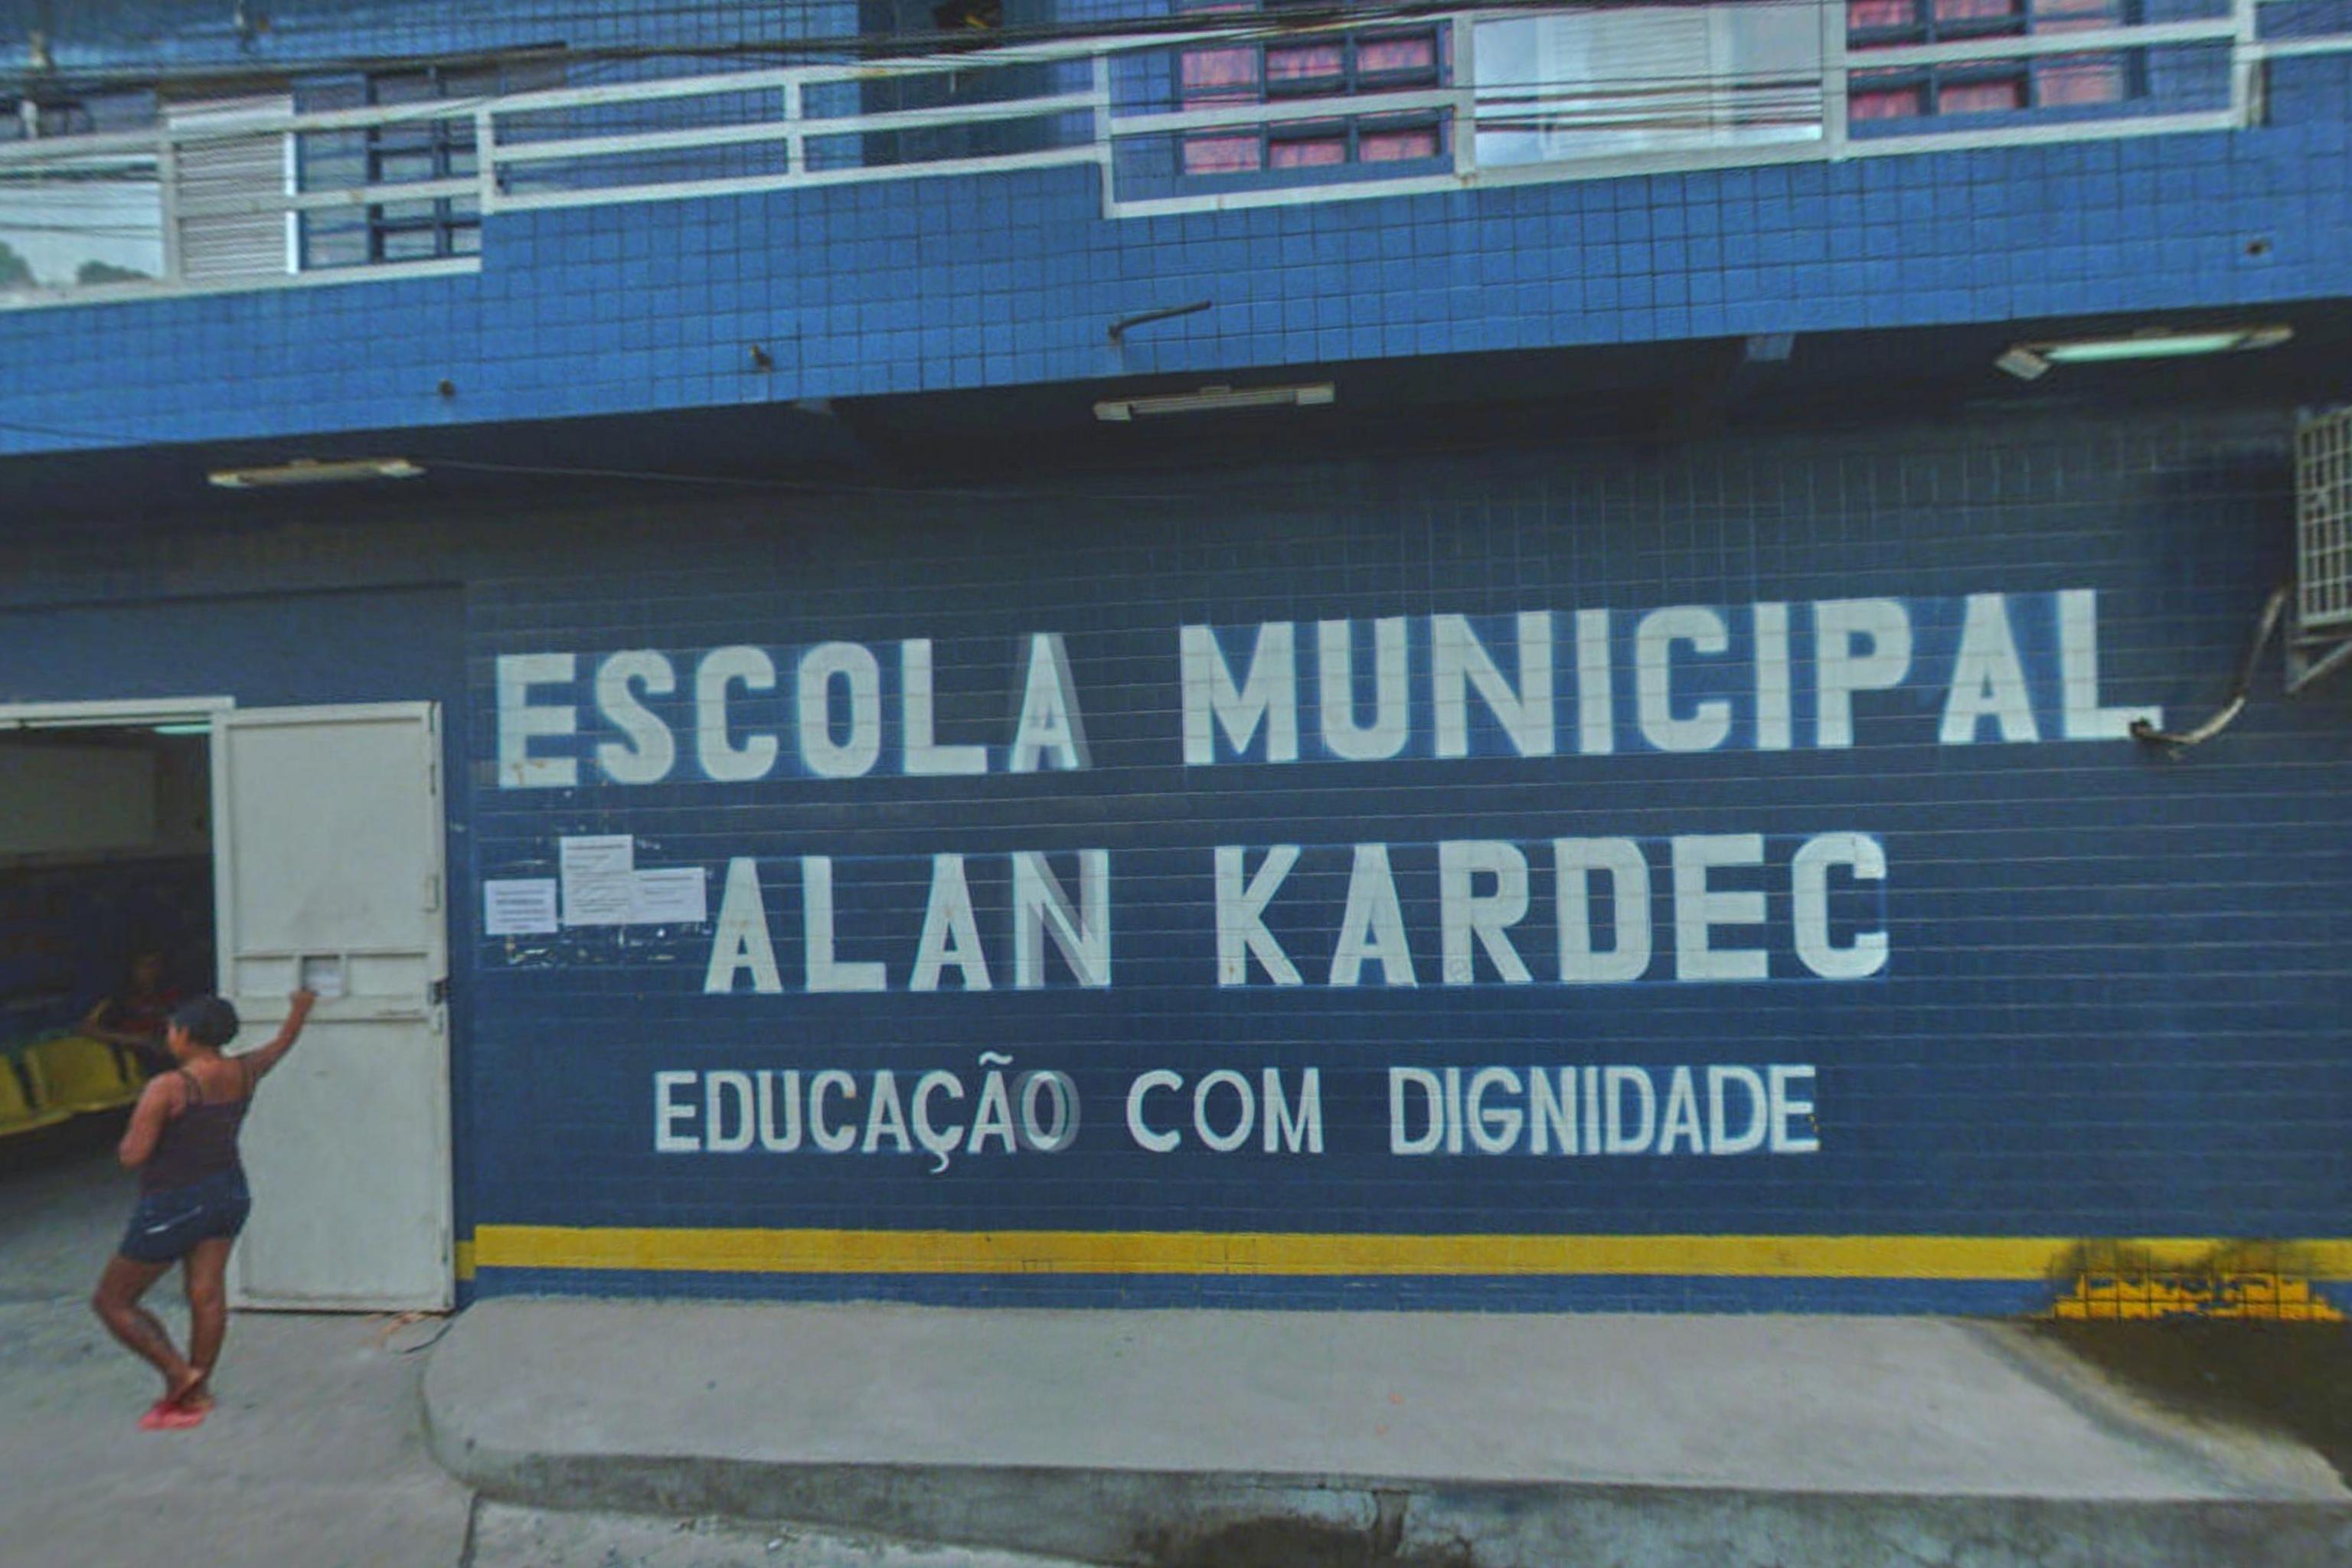 ESCOLA MUNICIPAL
ALAN KARDEC
EDUCAÇÃO COM DIGNIDADE